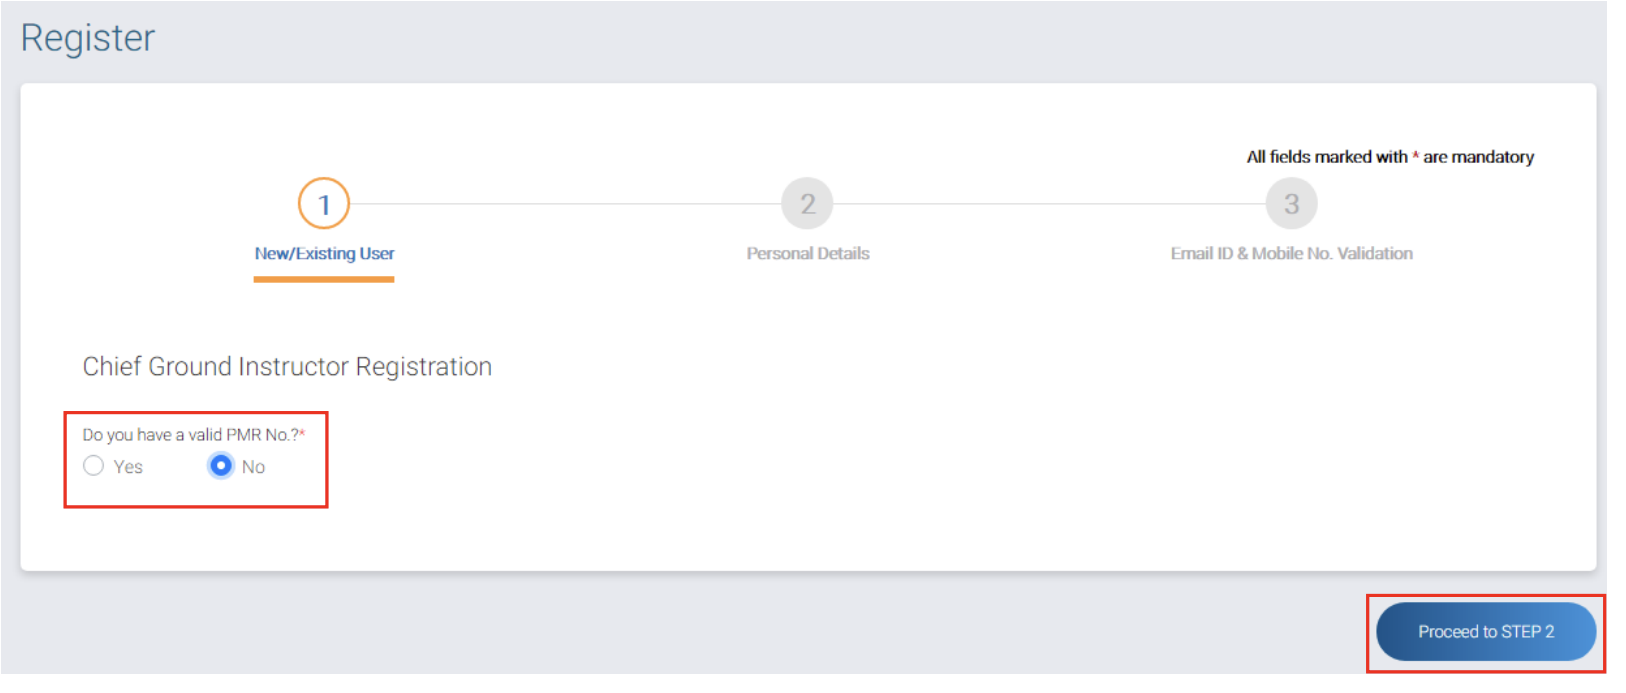 Register
All fields marked with * are mandatory
1
2
3
New/Existing User
Personal Details
Email ID & Mobile No. Validation
Chief Ground Instructor Registration
Do you have a valid PMR No.?*
Yes
No
Proceed to STEP 2